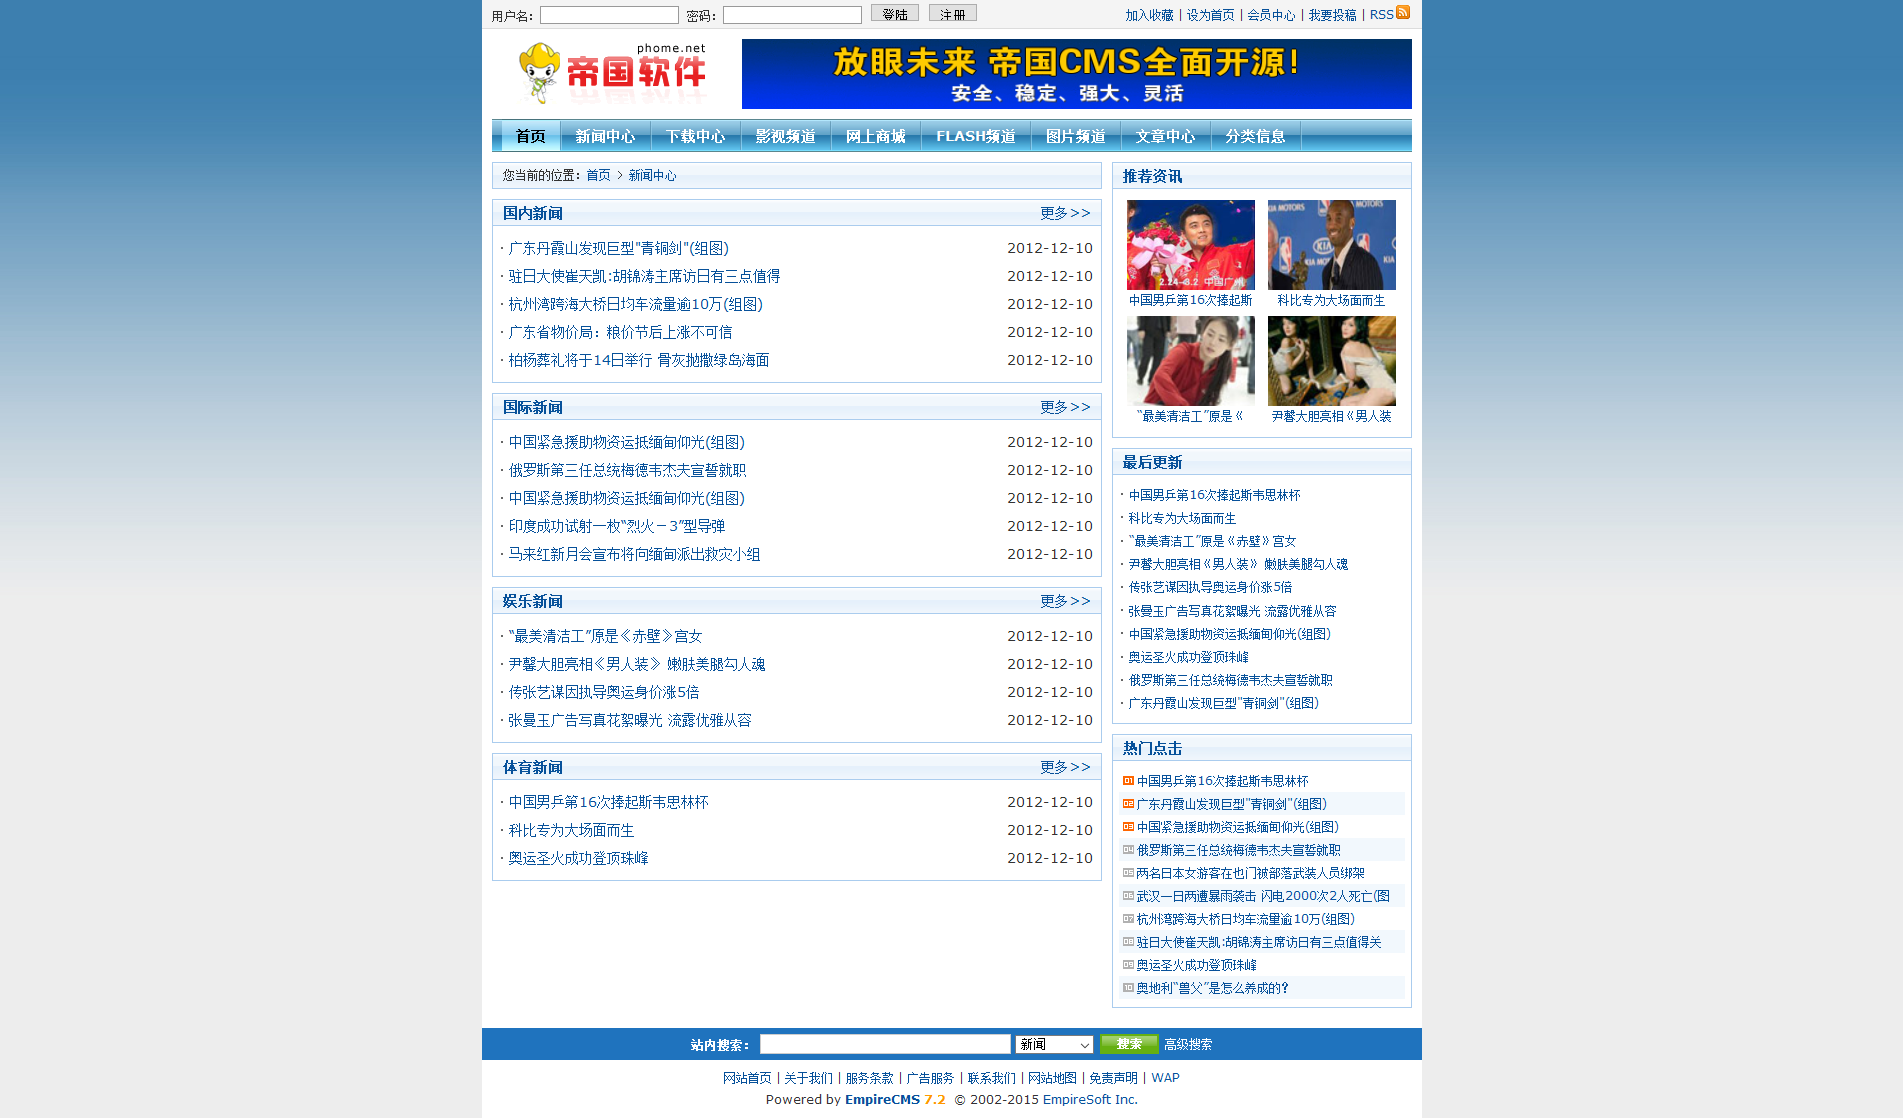 用户名： 密码： 登陆 注册 加入收藏 | 设为首页 | 会员中心 | 我要投稿 | RSS
phome.net
帝国软件
放眼未来 帝国CMS全面开源!
安全、稳定、强大、灵活
首页 新闻中心 下载中心 影视频道 网上商城 FLASH频道 图片频道 文章中心 分类信息
您当前的位置：首页 > 新闻中心
国内新闻 更多>>
· 广东丹霞山发现巨型"青铜剑"(组图) 2012-12-10
· 驻日大使崔天凯:胡锦涛主席访日有三点值得 2012-12-10
· 杭州湾跨海大桥日均车流量逾10万(组图) 2012-12-10
· 广东省物价局：粮价节后上涨不可信 2012-12-10
· 柏杨葬礼将于14日举行 骨灰抛撒绿岛海面 2012-12-10
国际新闻 更多>>
· 中国紧急援助物资运抵缅甸仰光(组图) 2012-12-10
· 俄罗斯第三任总统梅德韦杰夫宣誓就职 2012-12-10
· 中国紧急援助物资运抵缅甸仰光(组图) 2012-12-10
· 印度成功试射一枚“烈火－3”型导弹 2012-12-10
· 马来红新月会宣布将向缅甸派出救灾小组 2012-12-10
娱乐新闻 更多>>
· “最美清洁工”原是《赤壁》宫女 2012-12-10
· 尹馨大胆亮相《男人装》 嫩肤美腿勾人魂 2012-12-10
· 传张艺谋因执导奥运身价涨5倍 2012-12-10
· 张曼玉广告写真花絮曝光 流露优雅从容 2012-12-10
体育新闻 更多>>
· 中国男乒第16次捧起斯韦思林杯 2012-12-10
· 科比专为大场面而生 2012-12-10
· 奥运圣火成功登顶珠峰 2012-12-10
推荐资讯
2.24-3.2 中国广州
KIA MOTORS
NBA
中国男乒第16次捧起斯 科比专为大场面而生
“最美清洁工”原是《 尹馨大胆亮相《男人装
最后更新
· 中国男乒第16次捧起斯韦思林杯
· 科比专为大场面而生
· “最美清洁工”原是《赤壁》宫女
· 尹馨大胆亮相《男人装》 嫩肤美腿勾人魂
· 传张艺谋因执导奥运身价涨5倍
· 张曼玉广告写真花絮曝光 流露优雅从容
· 中国紧急援助物资运抵缅甸仰光(组图)
· 奥运圣火成功登顶珠峰
· 俄罗斯第三任总统梅德韦杰夫宣誓就职
· 广东丹霞山发现巨型"青铜剑"(组图)
热门点击
01 中国男乒第16次捧起斯韦思林杯
02 广东丹霞山发现巨型"青铜剑"(组图)
03 中国紧急援助物资运抵缅甸仰光(组图)
04 俄罗斯第三任总统梅德韦杰夫宣誓就职
05 两名日本女游客在也门被部落武装人员绑架
06 武汉一日两遭暴雨袭击 闪电2000次2人死亡(图
07 杭州湾跨海大桥日均车流量逾10万(组图)
08 驻日大使崔天凯:胡锦涛主席访日有三点值得关
09 奥运圣火成功登顶珠峰
10 奥地利“兽父”是怎么养成的？
站内搜索： 新闻 搜索 高级搜索
网站首页 | 关于我们 | 服务条款 | 广告服务 | 联系我们 | 网站地图 | 免责声明 | WAP
Powered by EmpireCMS 7.2 © 2002-2015 EmpireSoft Inc.